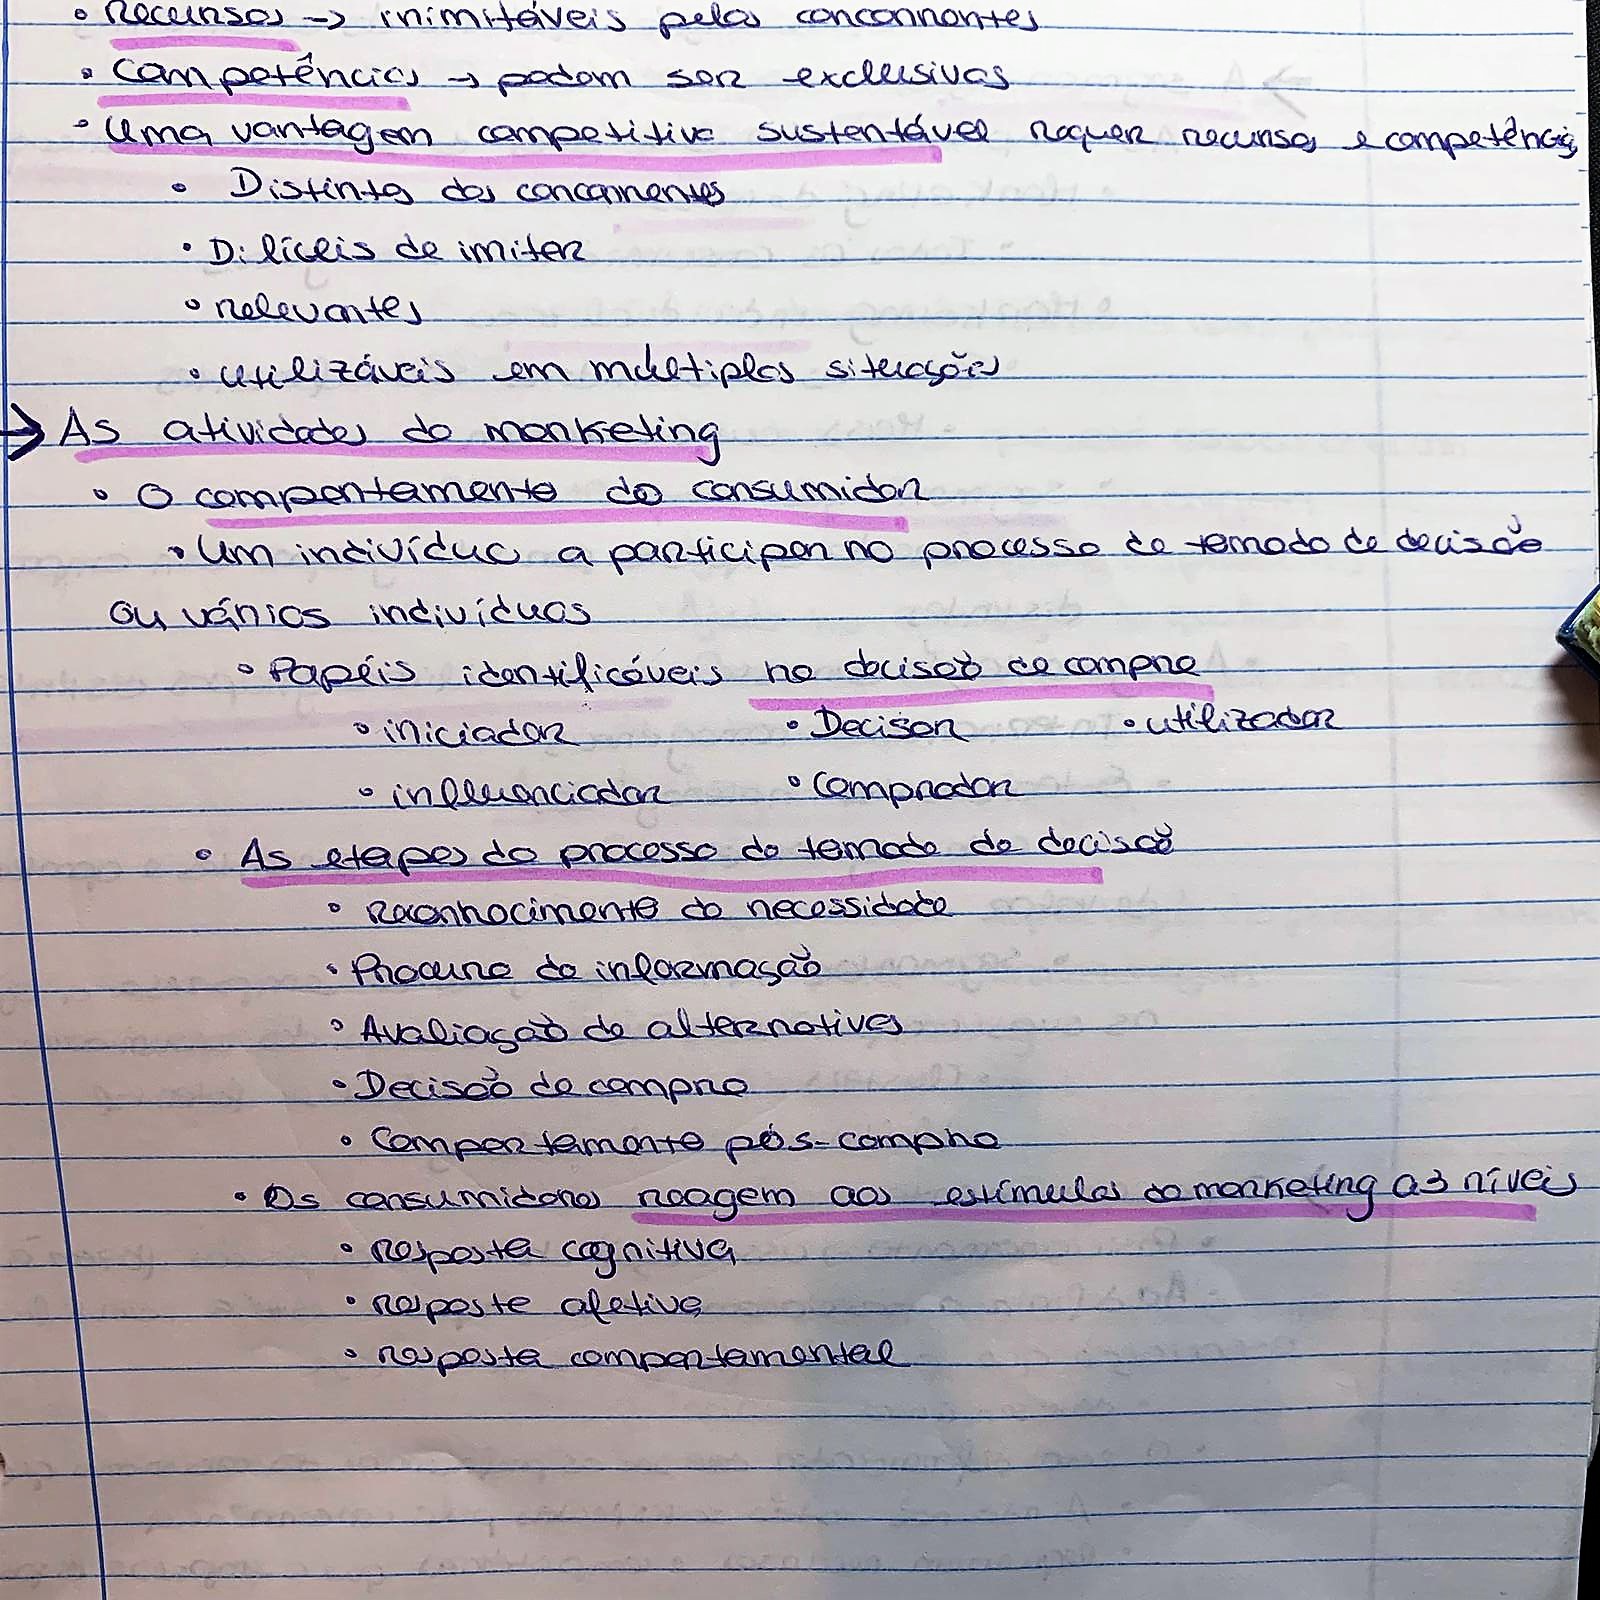 • Recursos → inimitáveis pelos concorrentes
• Competências → podem ser exclusivas
• Uma vantagem competitiva sustentável requer recursos e competências
• Distintos dos concorrentes
• Difíceis de imitar
• relevantes
• utilizáveis em múltiplas situações
→ As atividades do marketing
• O comportamento do consumidor
• Um indivíduo a participar no processo de tomada de decisão
ou vários indivíduos
• Papéis identificáveis na decisão de compra
• iniciador • Decisor • utilizador
• influenciador • Comprador
• As etapas do processo de tomada de decisão
• Reconhecimento da necessidade
• Procura de informação
• Avaliação de alternativas
• Decisão de compra
• Comportamento pós-compra
• Os consumidores reagem aos estímulos do marketing a 3 níveis
• resposta cognitiva
• resposta afetiva
• resposta comportamental